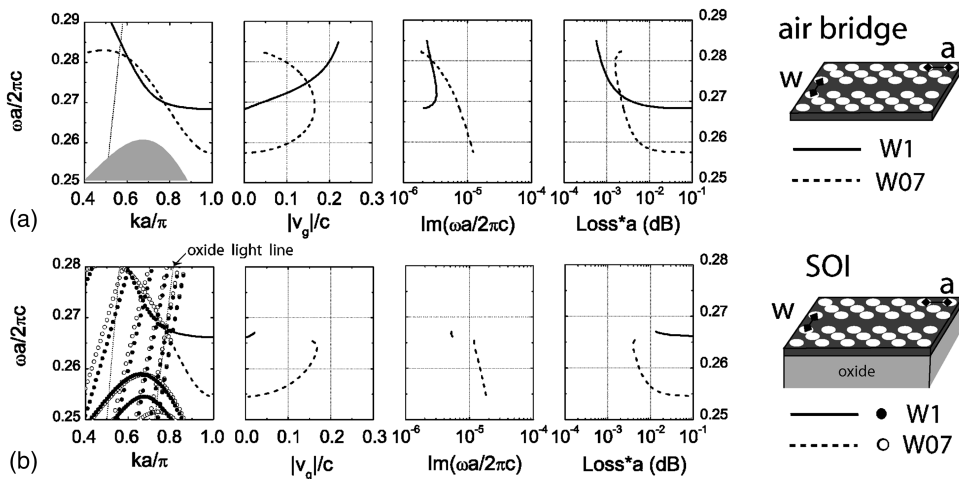 0.29
0.28
0.27
0.26
0.25
ωa/2πc
0.4 0.6 0.8 1.0
ka/π
0.0 0.1 0.2 0.3
|vg|/c
10-6 10-5 10-4
Im(ωa/2πc)
10-4 10-3 10-2 10-1
Loss*a (dB)
0.29
0.28
0.27
0.26
0.25
(a)
air bridge
a
w
W1
W07
oxide light line
0.28
0.27
0.26
0.25
ωa/2πc
0.4 0.6 0.8 1.0
ka/π
0.0 0.1 0.2 0.3
|vg|/c
10-6 10-5 10-4
Im(ωa/2πc)
10-4 10-3 10-2 10-1
Loss*a (dB)
0.28
0.27
0.26
0.25
(b)
SOI
a
w
oxide
W1
W07